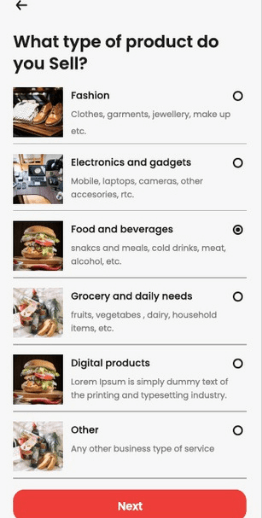 What type of product do
you Sell?
Fashion
Clothes, garments, jewellery, make up
etc.
Electronics and gadgets
Mobile, laptops, cameras, other
accesories, rtc.
Food and beverages
snakcs and meals, cold drinks, meat,
alcohol, etc.
Grocery and daily needs
fruits, vegetabes , dairy, household
items, etc.
Digital products
Lorem Ipsum is simply dummy text of
the printing and typesetting industry.
Other
Any other business type of service
Next